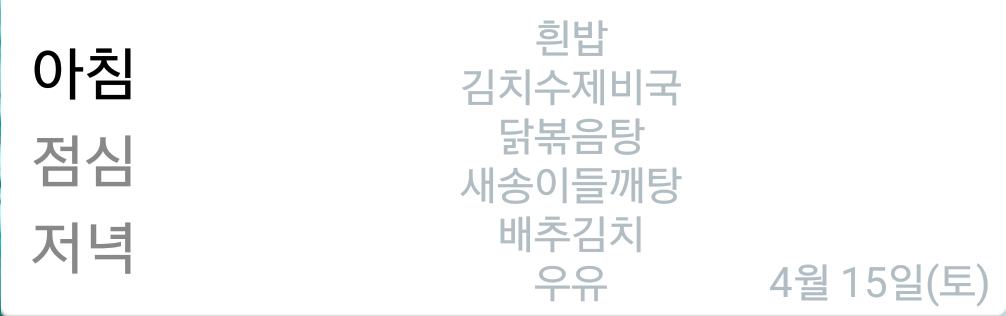 아침
점심
저녁
흰밥
김치수제비국
닭볶음탕
새송이들깨탕
배추김치
우유
4월 15일(토)